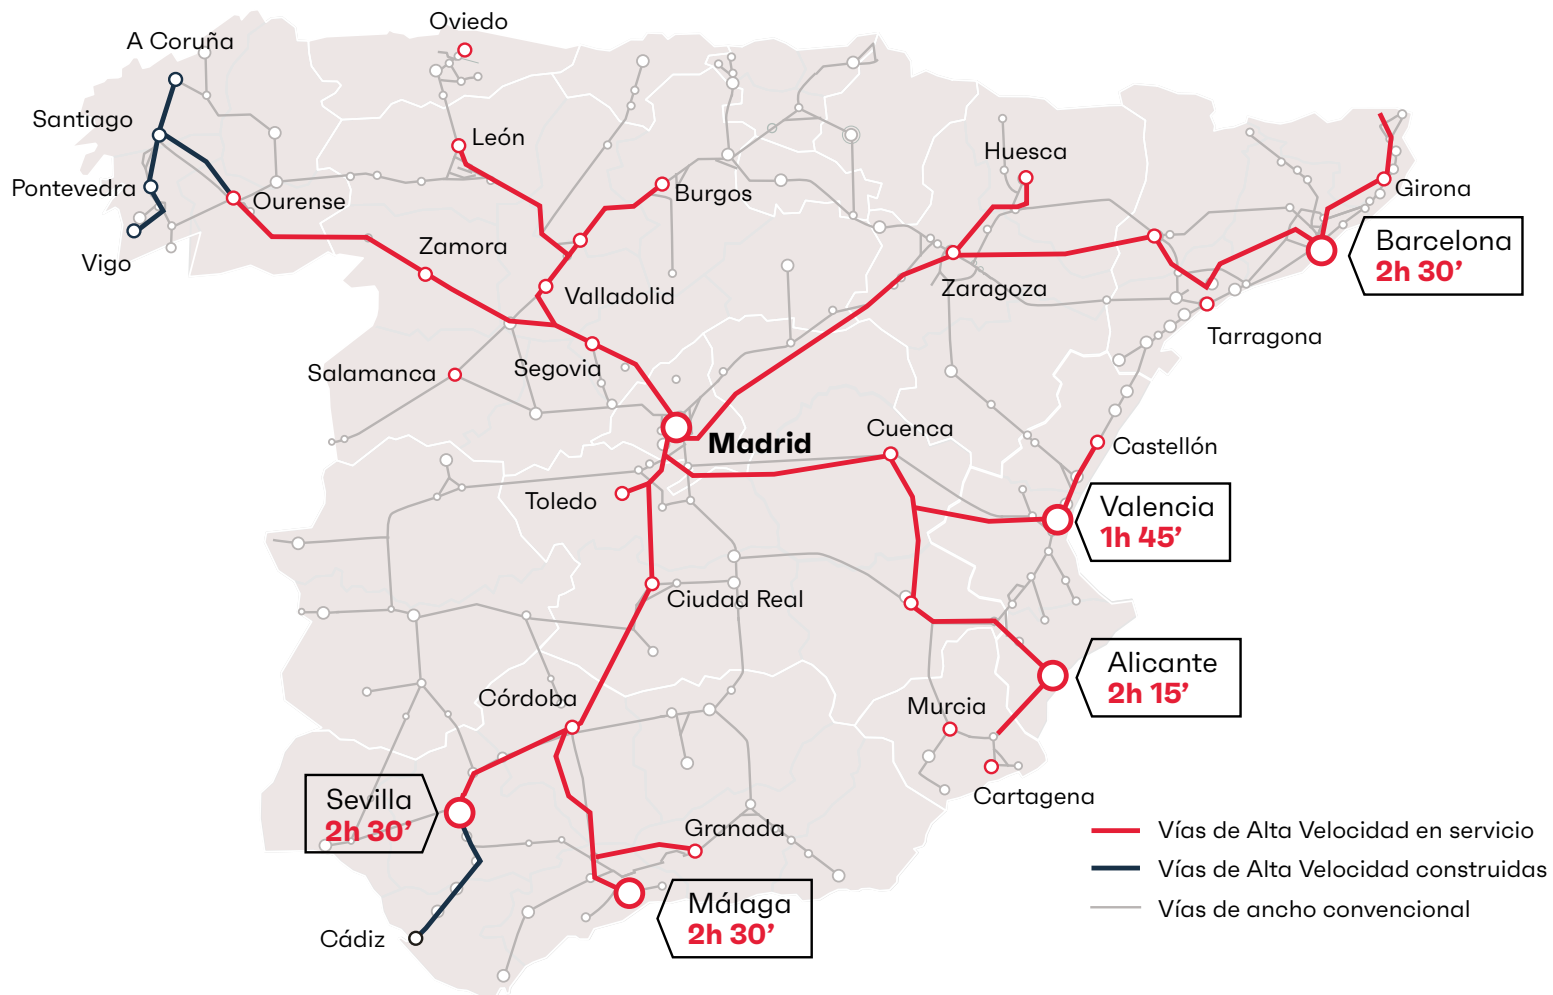 Oviedo
A Coruña
Santiago
León
Huesca
Pontevedra
Ourense
Burgos
Girona
Zamora
Vigo
Barcelona
2h 30’
Valladolid
Zaragoza
Tarragona
Segovia
Salamanca
Madrid
Cuenca
Castellón
Toledo
Valencia
1h 45’
Ciudad Real
Alicante
2h 15’
Córdoba
Murcia
Cartagena
Sevilla
2h 30’
Granada
Málaga
2h 30’
Cádiz
Vías de Alta Velocidad en servicio
Vías de Alta Velocidad construidas
Vías de ancho convencional